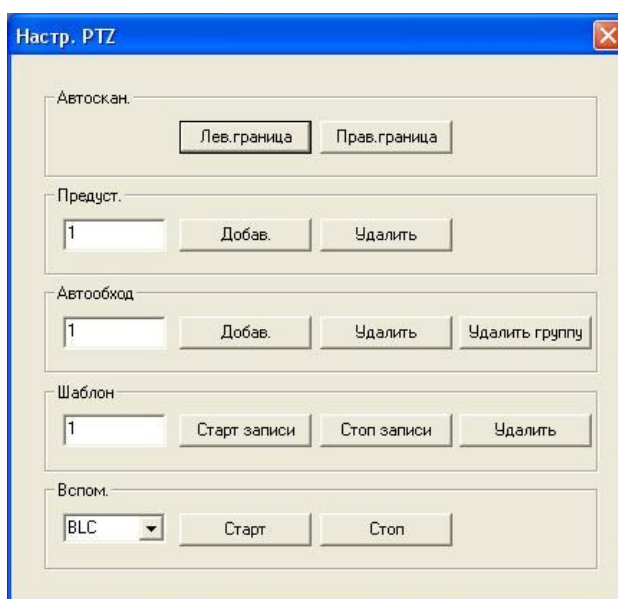 Настр. PTZ
Автоскан.
Лев.граница Прав.граница
Предуст.
1 Добав. Удалить
Автообход
1 Добав. Удалить Удалить группу
Шаблон
1 Старт записи Стоп записи Удалить
Вспом.
BLC Старт Стоп